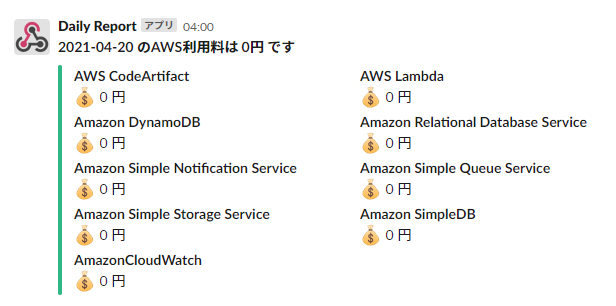 Daily Report アプリ 04:00
2021-04-20 のAWS利用料は 0円 です
AWS CodeArtifact
0 円
AWS Lambda
0 円
Amazon DynamoDB
0 円
Amazon Relational Database Service
0 円
Amazon Simple Notification Service
0 円
Amazon Simple Queue Service
0 円
Amazon Simple Storage Service
0 円
Amazon SimpleDB
0 円
AmazonCloudWatch
0 円